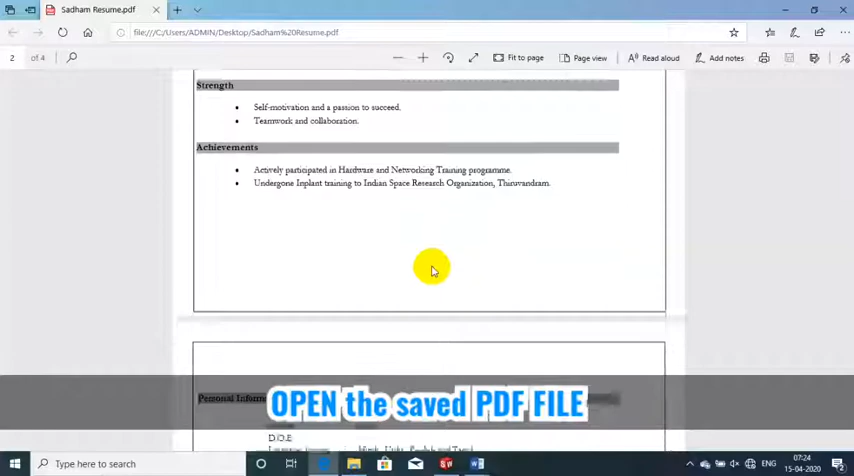 Sadham Resume.pdf
file:///C:/Users/ADMIN/Desktop/Sadham%20Resume.pdf
2 of 4
Fit to page
Page view
Read aloud
Add notes
Strength
Self-motivation and a passion to succeed.
Teamwork and collaboration.
Achievements
Actively participated in Hardware and Networking Training programme.
Undergone Inplant training to Indian Space Research Organization, Thiruvandram.
Personal Inform
OPEN the saved PDF FILE
D.O.E
Type here to search
ENG
07:24
15-04-2020
2